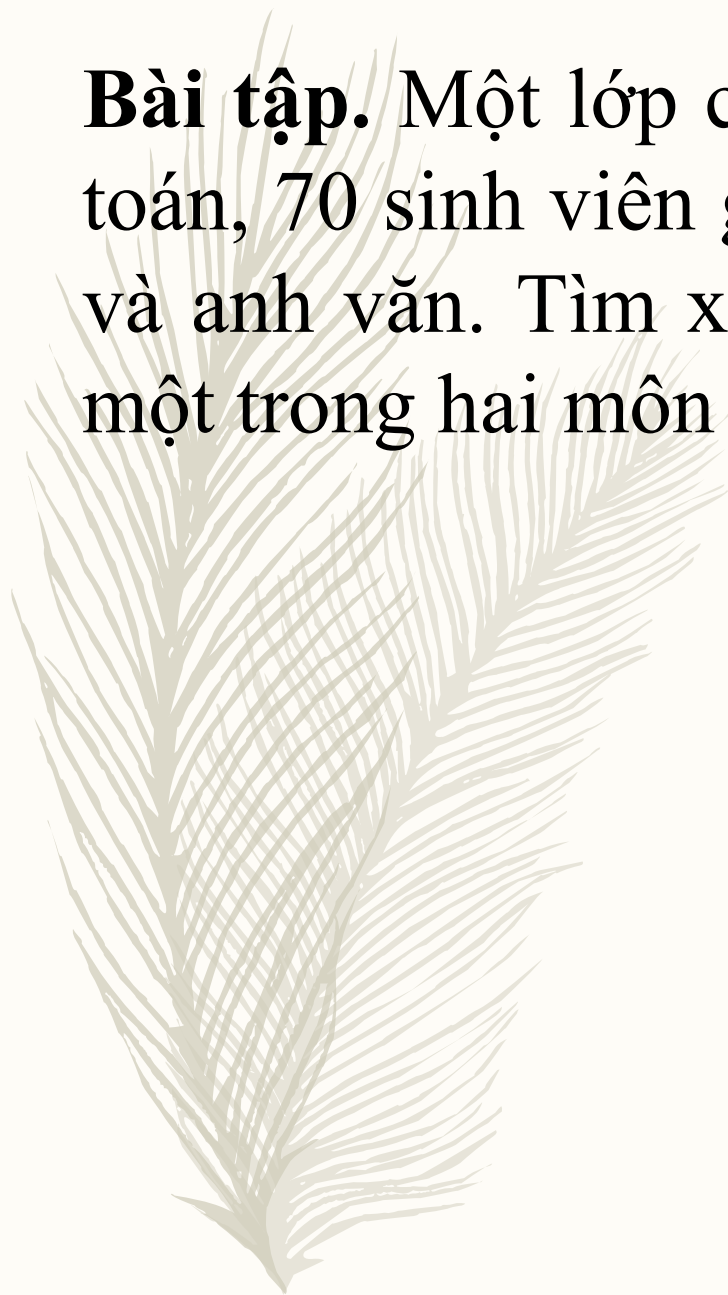 Bài tập. Một lớp c
toán, 70 sinh viên
và anh văn. Tìm x
một trong hai môn